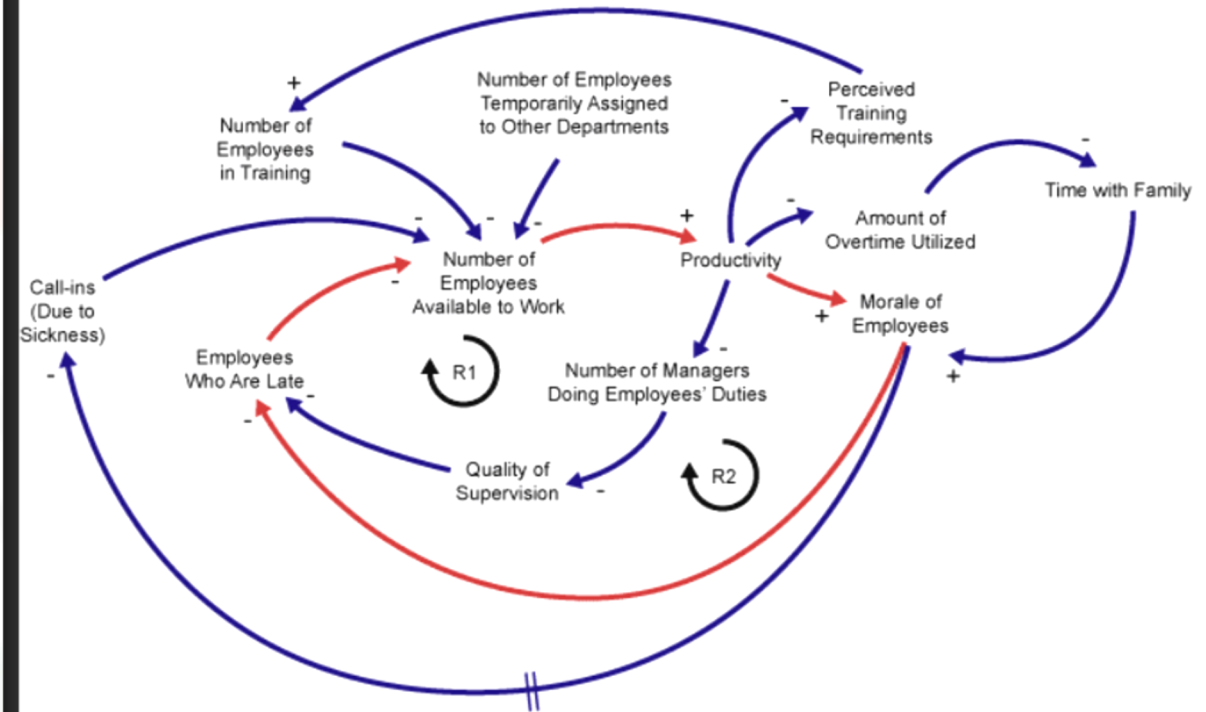 +
Number of
Employees
in Training
Number of Employees
Temporarily Assigned
to Other Departments
-
Perceived
Training
Requirements
-
Time with Family
-
-
-
+
-
Amount of
Overtime Utilized
Number of
Employees
Available to Work
Productivity
Call-ins
(Due to
Sickness)
-
+
Morale of
Employees
Employees
Who Are Late
R1
-
Number of Managers
Doing Employees' Duties
+
-
-
-
Quality of
Supervision
-
R2